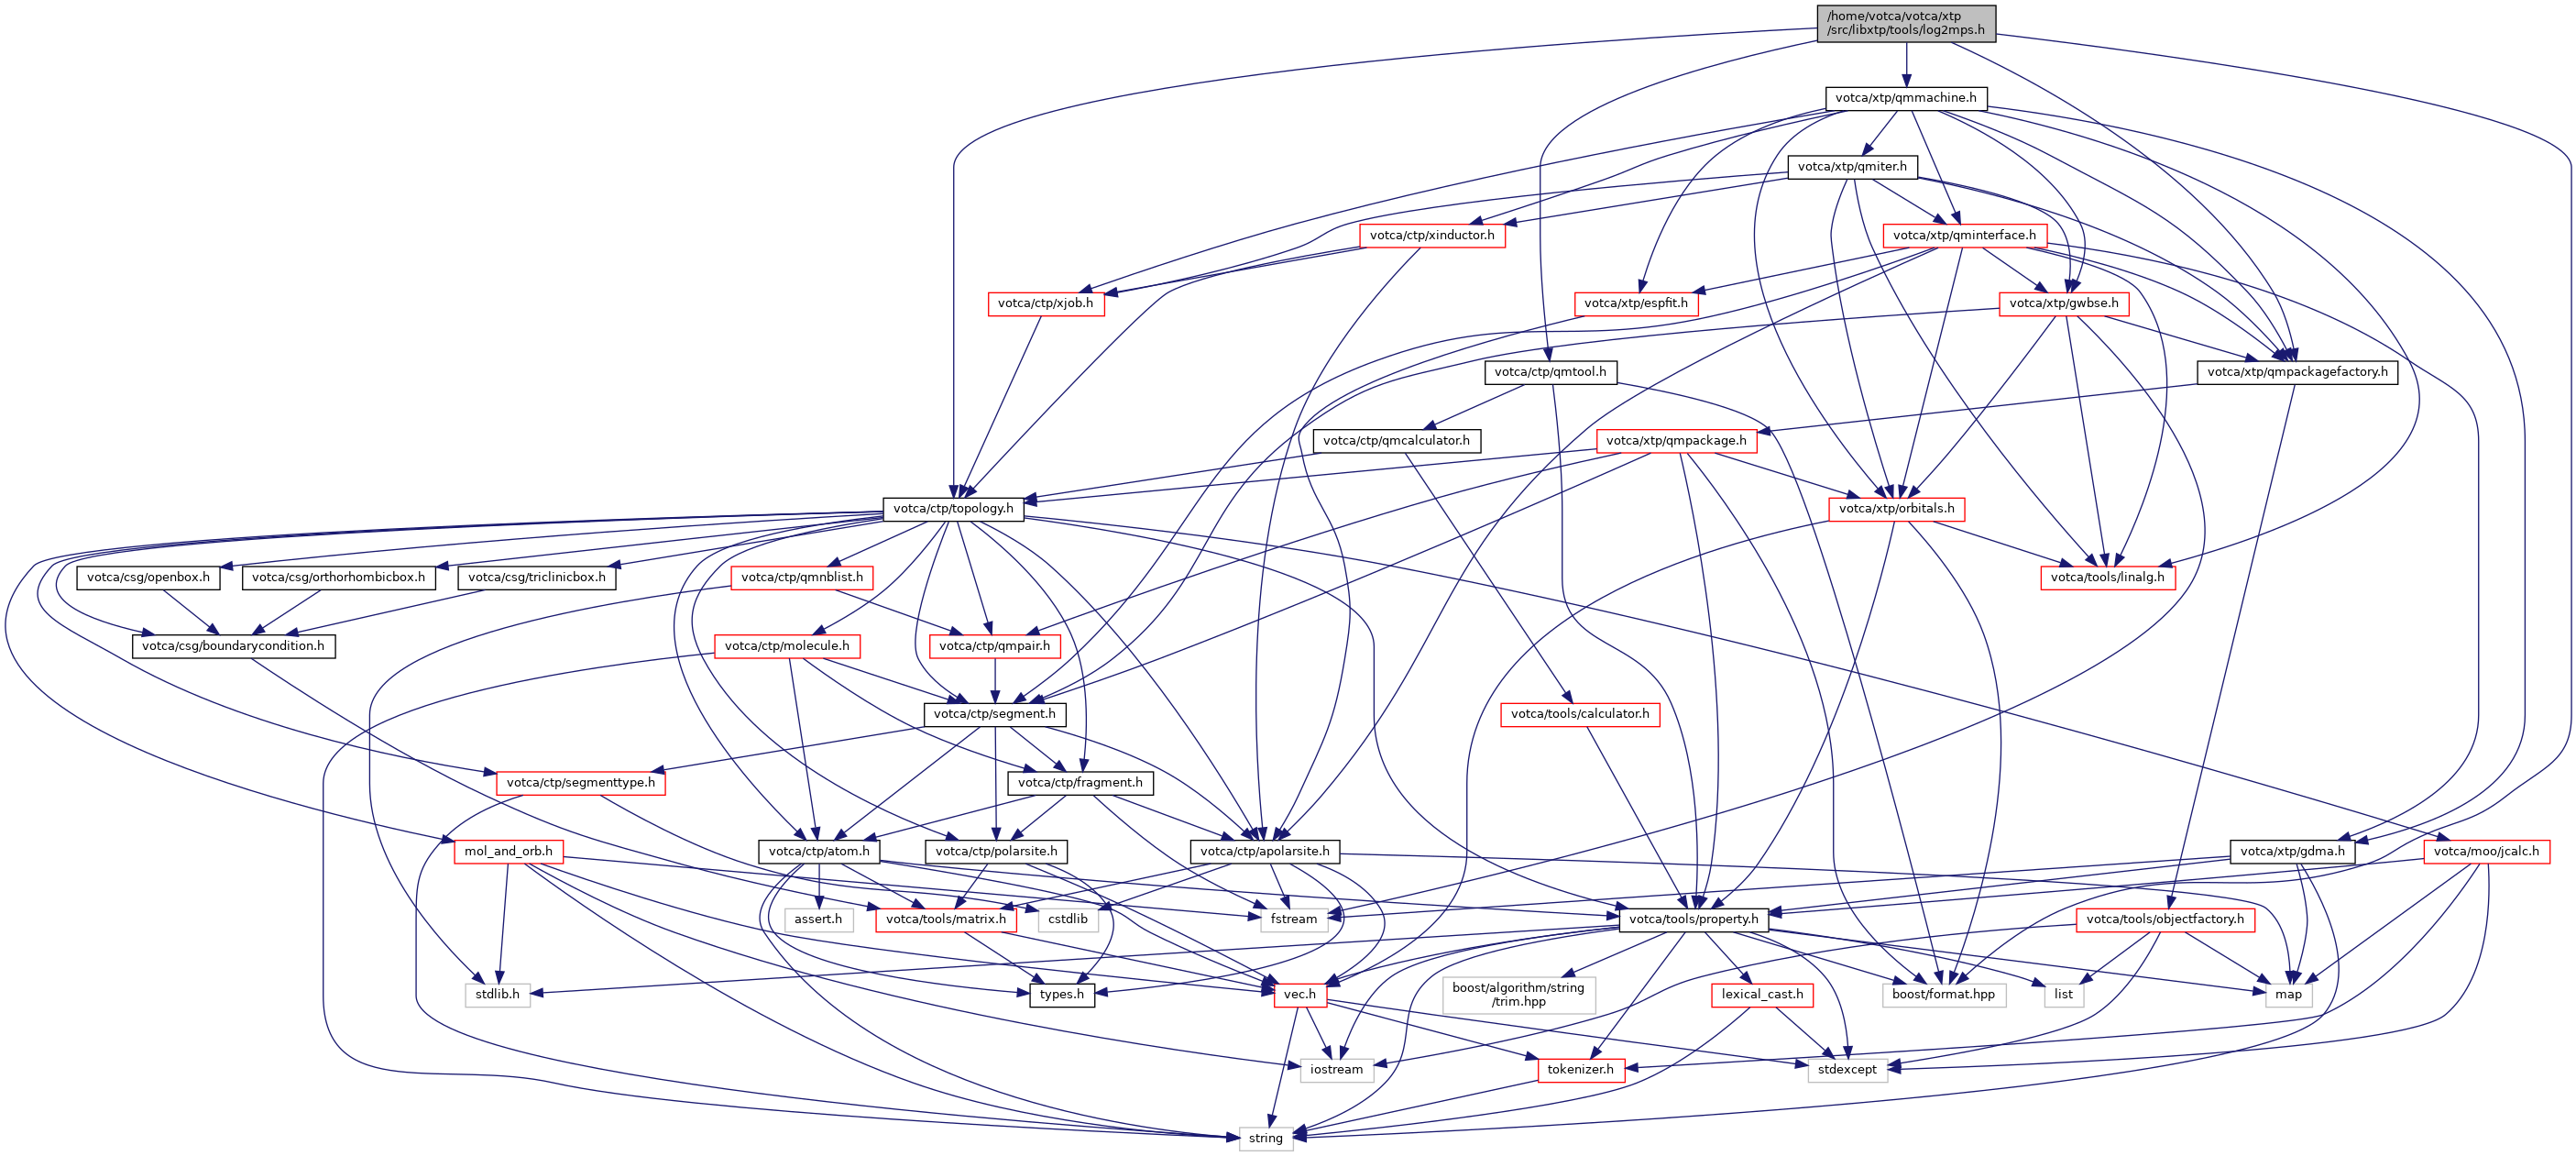 /home/votca/votca/xtp
/src/libxtp/tools/log2mps.h
votca/xtp/qmmachine.h
votca/xtp/qmiter.h
votca/ctp/xinductor.h
votca/xtp/qminterface.h
votca/ctp/xjob.h
votca/xtp/espfit.h
votca/xtp/gwbse.h
votca/ctp/qmtool.h
votca/xtp/qmpackagefactory.h
votca/ctp/qmcalculator.h
votca/xtp/qmpackage.h
votca/ctp/topology.h
votca/xtp/orbitals.h
votca/csg/openbox.h
votca/csg/orthorhombicbox.h
votca/csg/triclinicbox.h
votca/ctp/qmnblist.h
votca/tools/linalg.h
votca/csg/boundarycondition.h
votca/ctp/molecule.h
votca/ctp/qmpair.h
votca/ctp/segment.h
votca/tools/calculator.h
votca/ctp/segmenttype.h
votca/ctp/fragment.h
mol_and_orb.h
votca/ctp/atom.h
votca/ctp/polarsite.h
votca/ctp/apolarsite.h
votca/xtp/gdma.h
votca/moo/jcalc.h
assert.h
votca/tools/matrix.h
cstdlib
fstream
votca/tools/property.h
votca/tools/objectfactory.h
stdlib.h
types.h
vec.h
boost/algorithm/string
/trim.hpp
lexical_cast.h
boost/format.hpp
list
map
iostream
tokenizer.h
stdexcept
string